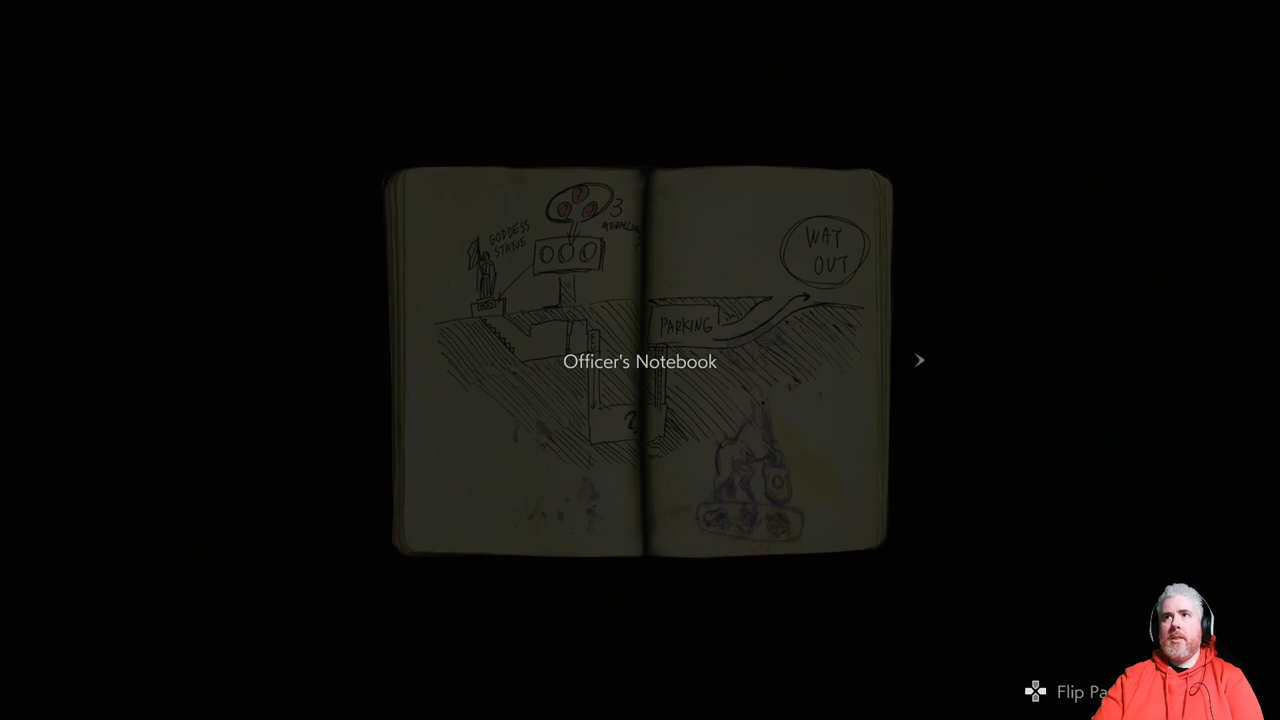 3
GODDESS
STATUE
WAY
OUT
PARKING
Officer's Notebook
?
Flip Pa